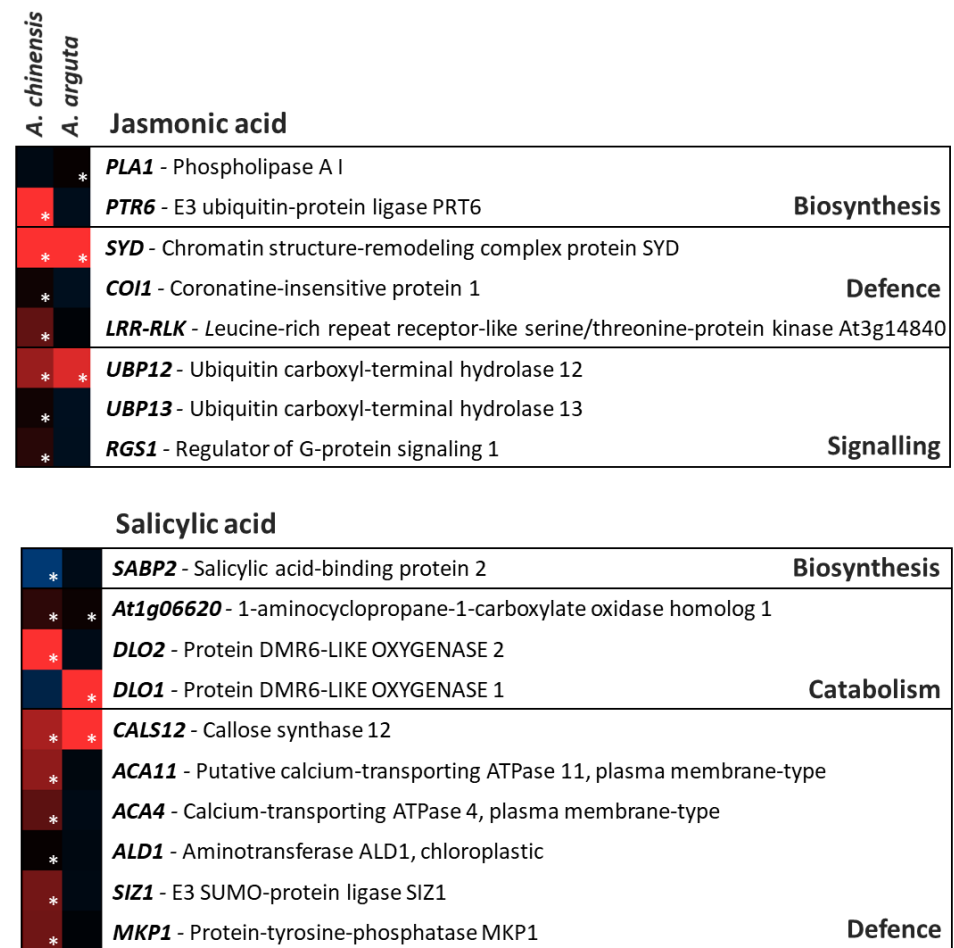 A. chinensis
A. arguta
Jasmonic acid
* PLA1 - Phospholipase A I
* PTR6 - E3 ubiquitin-protein ligase PRT6 Biosynthesis
* * SYD - Chromatin structure-remodeling complex protein SYD
* COI1 - Coronatine-insensitive protein 1 Defence
* LRR-RLK - Leucine-rich repeat receptor-like serine/threonine-protein kinase At3g14840
* * UBP12 - Ubiquitin carboxyl-terminal hydrolase 12
* UBP13 - Ubiquitin carboxyl-terminal hydrolase 13
* RGS1 - Regulator of G-protein signaling 1 Signalling
Salicylic acid
* SABP2 - Salicylic acid-binding protein 2 Biosynthesis
* * At1g06620 - 1-aminocyclopropane-1-carboxylate oxidase homolog 1
* DLO2 - Protein DMR6-LIKE OXYGENASE 2
* DLO1 - Protein DMR6-LIKE OXYGENASE 1 Catabolism
* * CALS12 - Callose synthase 12
* ACA11 - Putative calcium-transporting ATPase 11, plasma membrane-type
* ACA4 - Calcium-transporting ATPase 4, plasma membrane-type
* ALD1 - Aminotransferase ALD1, chloroplastic
* SIZ1 - E3 SUMO-protein ligase SIZ1
* MKP1 - Protein-tyrosine-phosphatase MKP1 Defence